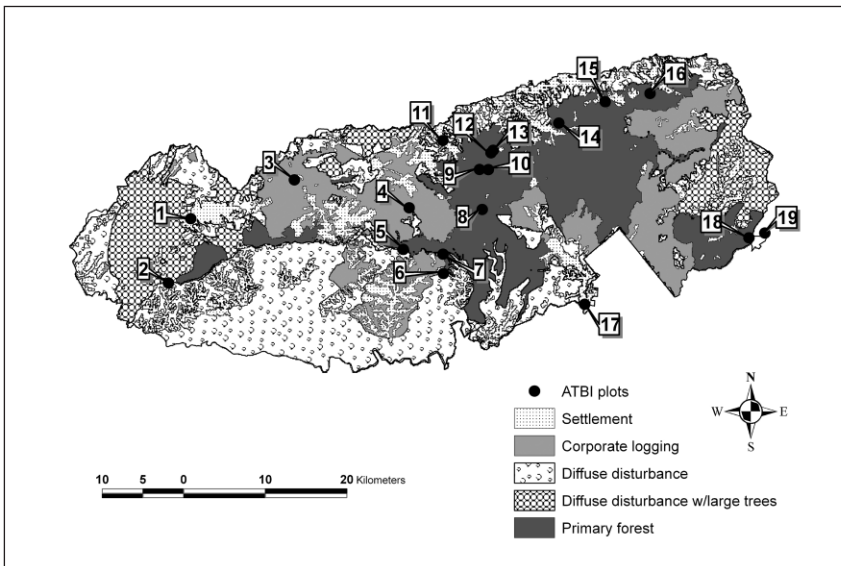 15
16
11
12
13
14
3
9
10
4
1
8
18
19
5
7
6
2
17
ATBI plots
Settlement
Corporate logging
Diffuse disturbance
Diffuse disturbance w/large trees
Primary forest
N
W E
S
10 5 0 10 20 Kilometers